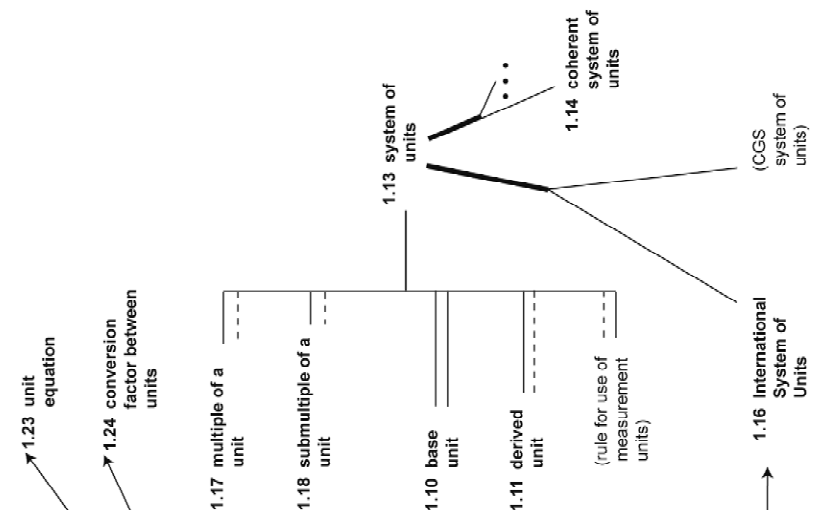 1.23 unit
equation
1.24 conversion
factor between
units
1.17 multiple of a
unit
1.18 submultiple of a
unit
1.10 base
unit
1.11 derived
unit
(rule for use of
measurement
units)
1.13 system of
units
1.14 coherent
system of
units
(CGS
system of
units)
1.16 International
System of
Units